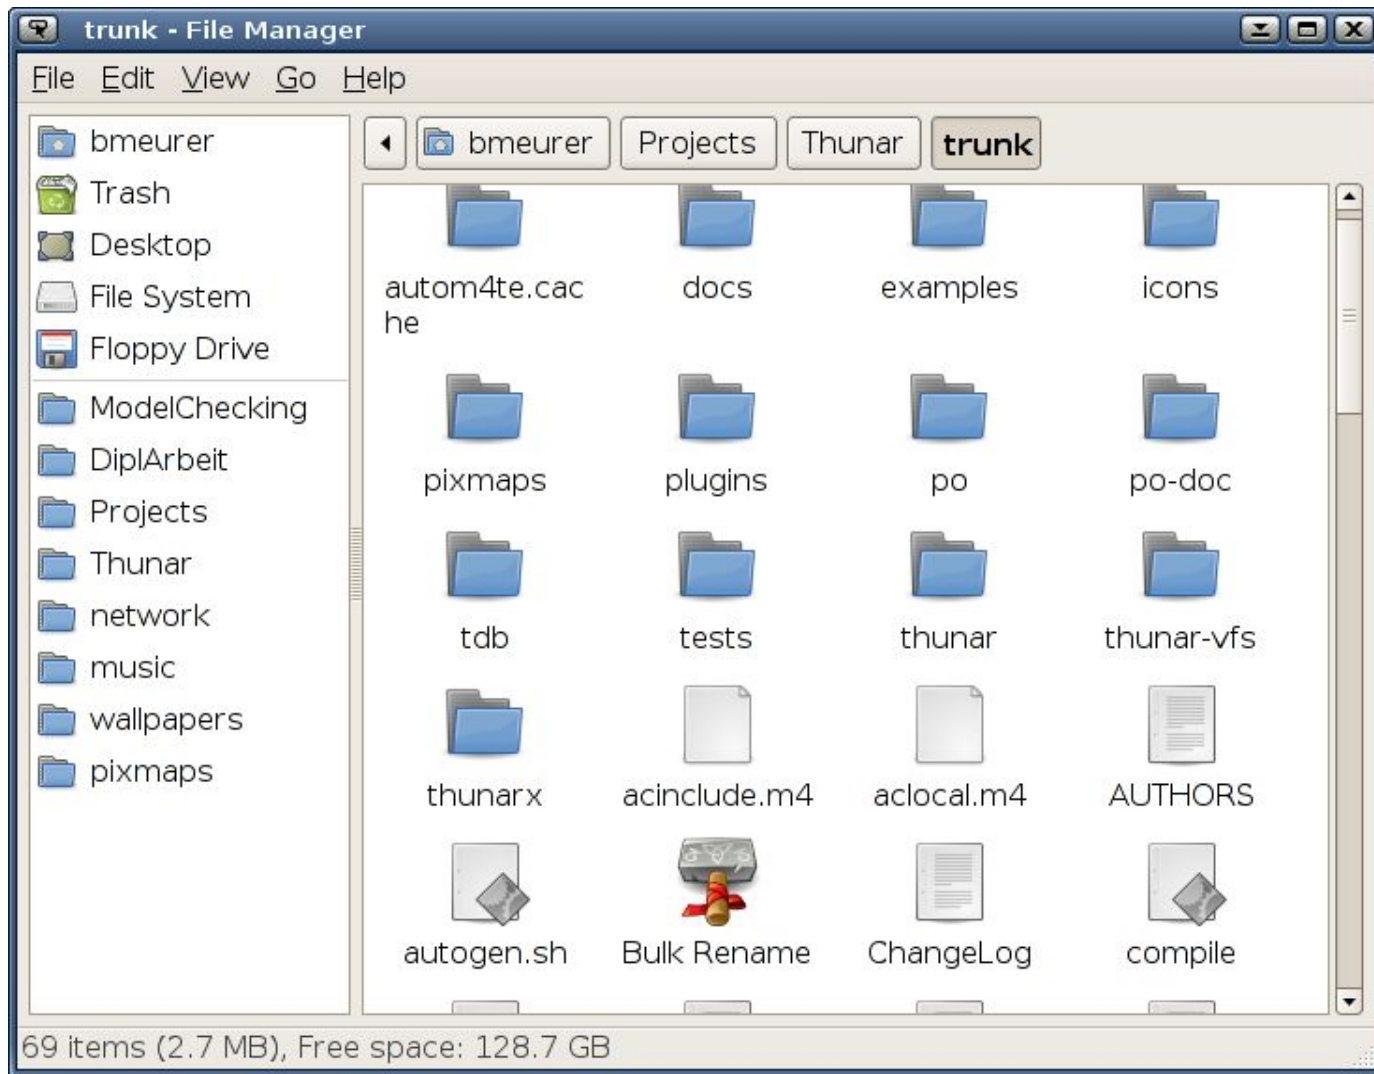 trunk - File Manager
File Edit View Go Help
bmeurer
Trash
Desktop
File System
Floppy Drive
ModelChecking
DiplArbeit
Projects
Thunar
network
music
wallpapers
pixmaps
bmeurer Projects Thunar trunk
autom4te.cac
he
docs examples icons
pixmaps plugins po po-doc
tdb tests thunar thunar-vfs
thunarx acinclude.m4 aclocal.m4 AUTHORS
autogen.sh Bulk Rename ChangeLog compile
69 items (2.7 MB), Free space: 128.7 GB